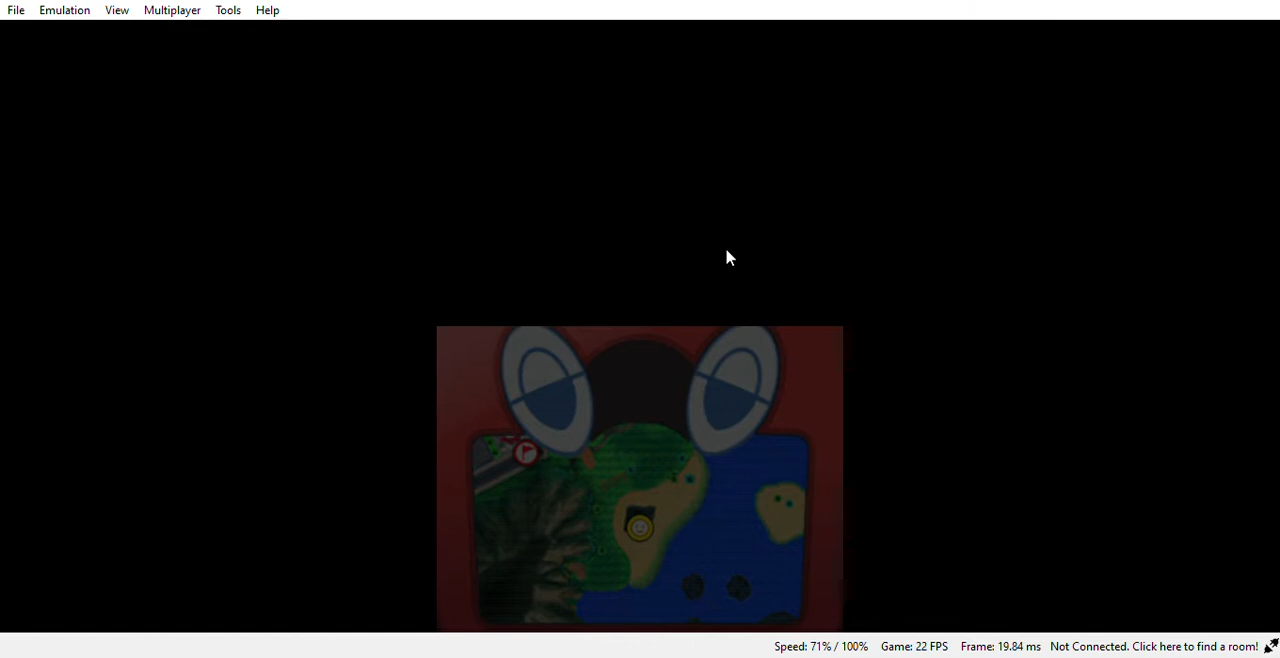 File Emulation View Multiplayer Tools Help
Speed: 71% / 100% Game: 22 FPS Frame: 19.84 ms Not Connected. Click here to find a room!